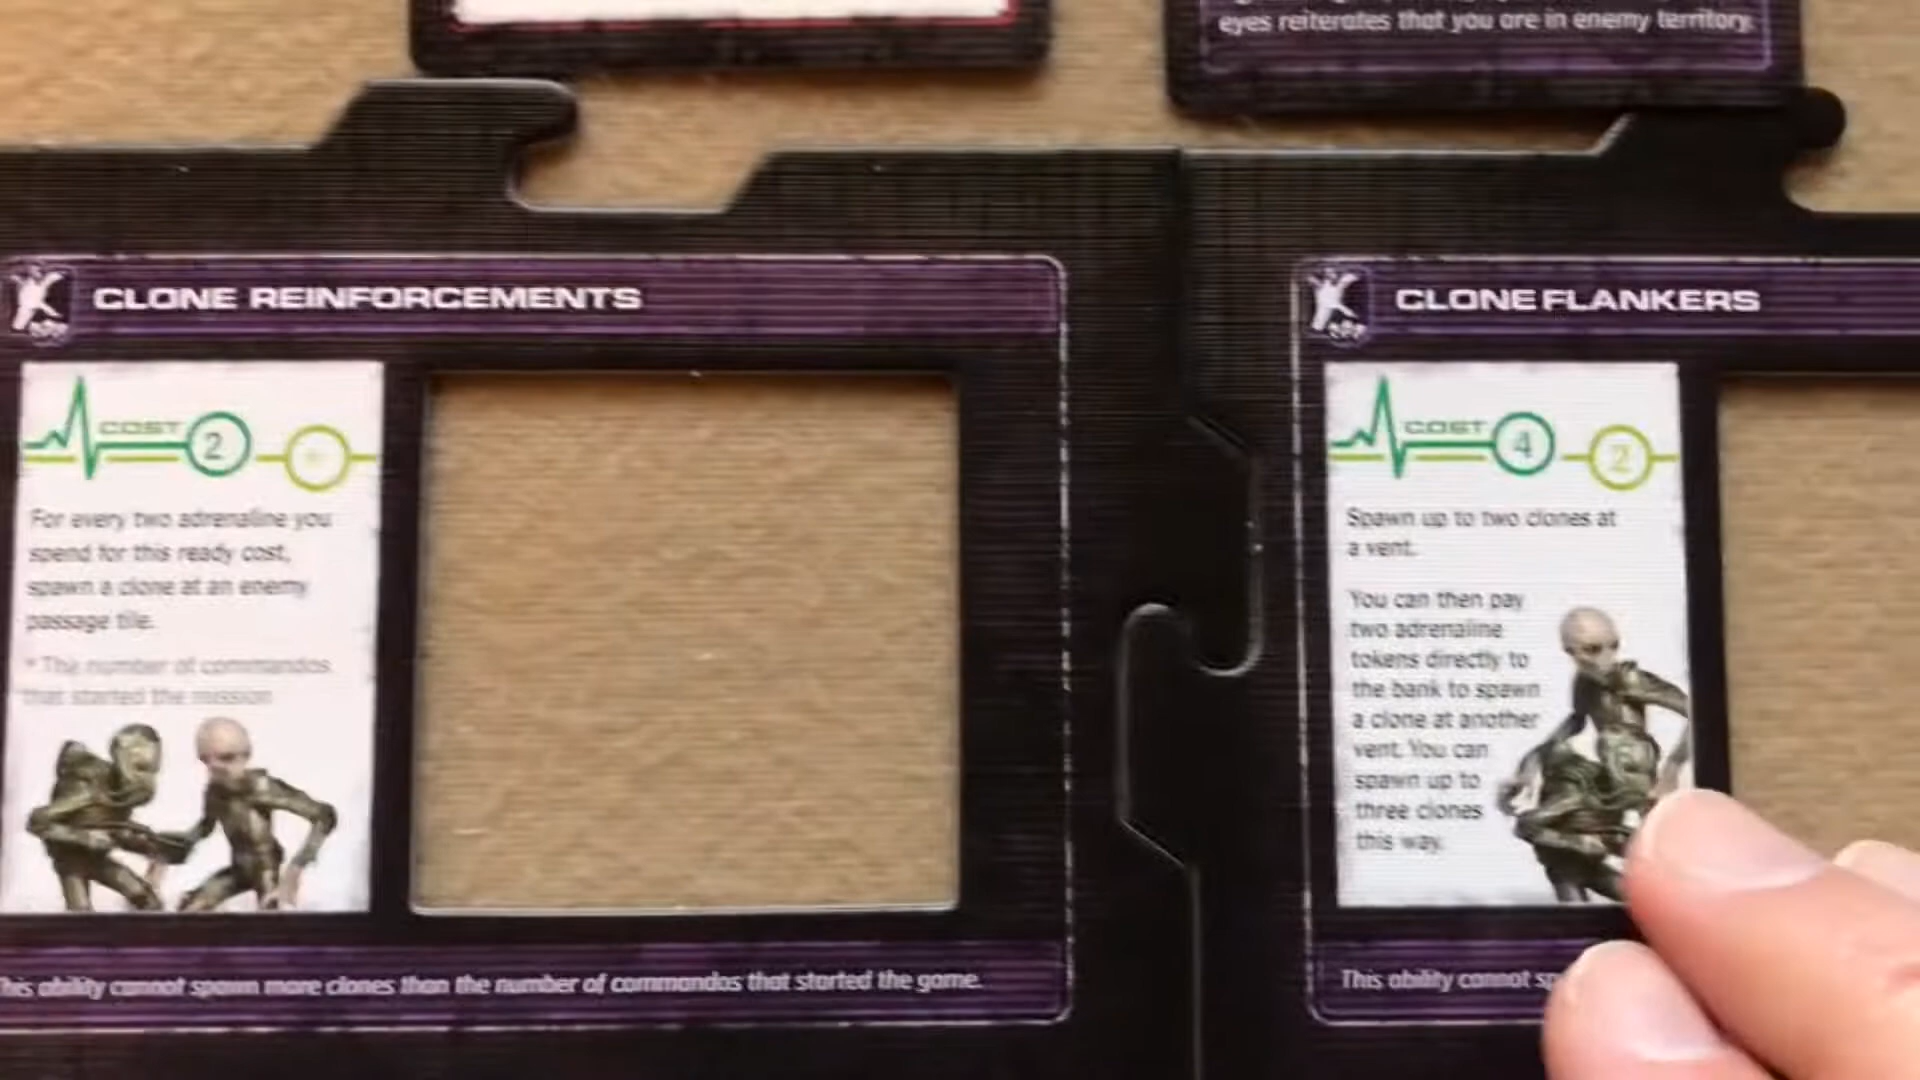 eyes reiterates that you are in enemy territory.
CLONE REINFORCEMENTS
COST 2 *
For every two adrenaline you
spend for this ready cost,
spawn a clone at an enemy
passage tile.
* The number of commandos
that started the mission
This ability cannot spawn more clones than the number of commandos that started the game.
CLONE FLANKERS
COST 4 2
Spawn up to two clones at
a vent.
You can then pay
two adrenaline
tokens directly to
the bank to spawn
a clone at another
vent. You can
spawn up to
three clones
this way.
This ability cannot